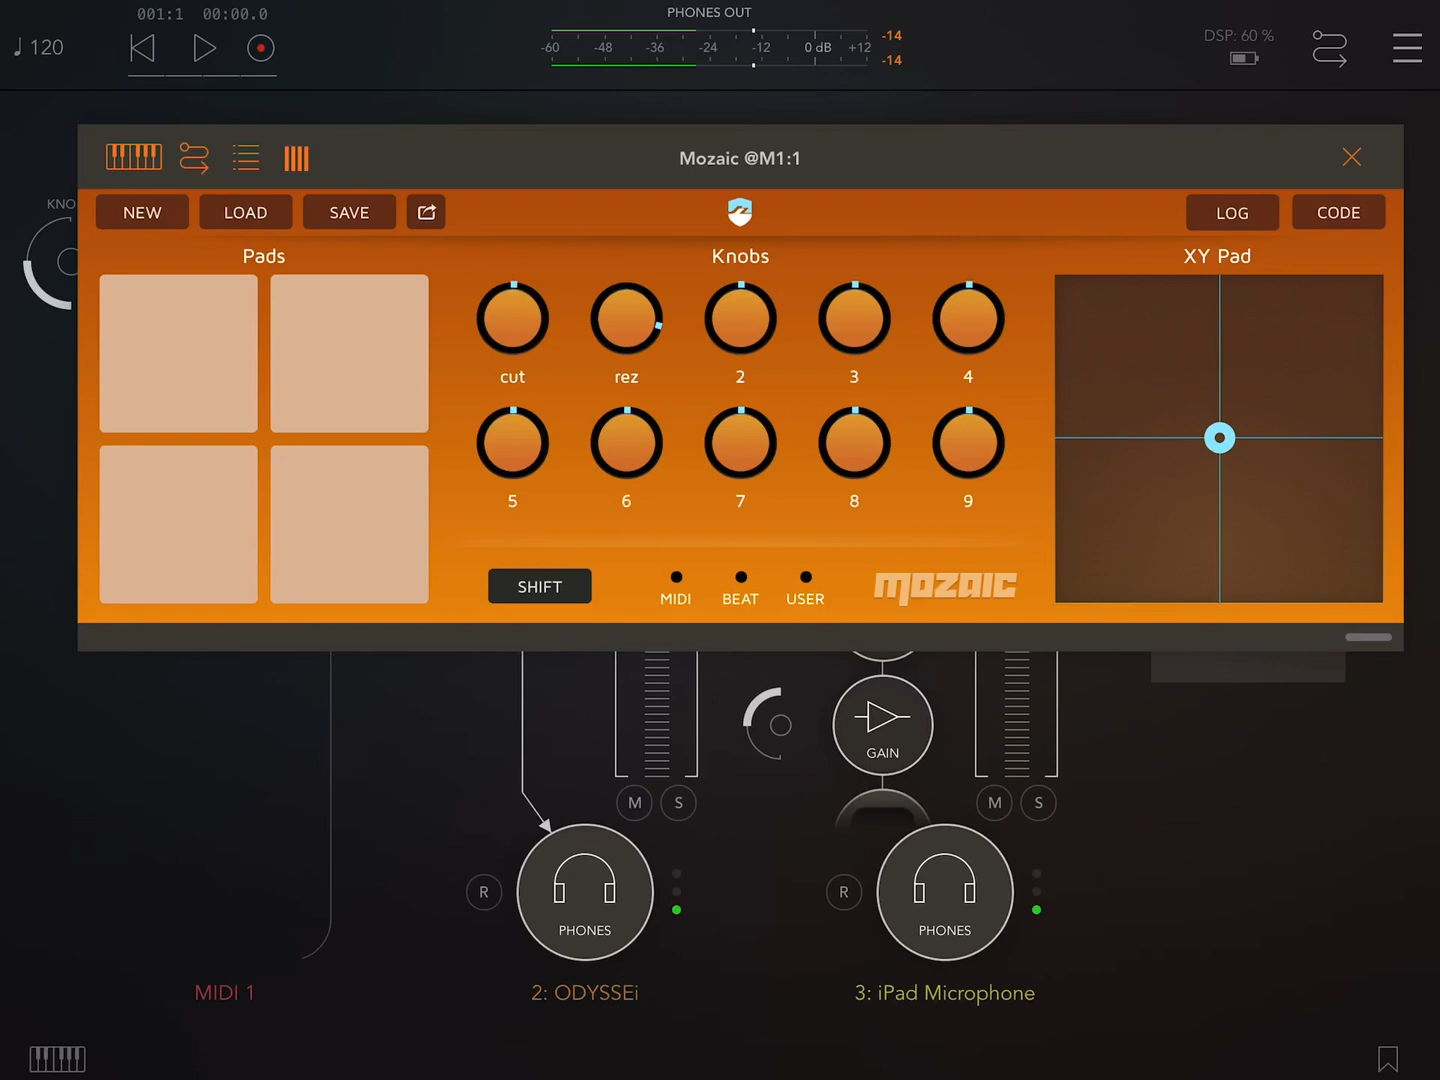 001:1 00:00.0
PHONES OUT
120
-60 -48 -36 -24 -12 0 dB +12
-14
-14
DSP: 60 %
Mozaic @M1:1
KNO
NEW LOAD SAVE
LOG CODE
Pads
Knobs
XY Pad
cut rez 2 3 4
5 6 7 8 9
SHIFT
MIDI BEAT USER
mozaic
GAIN
M S
M S
R
PHONES
R
PHONES
MIDI 1
2: ODYSSEi
3: iPad Microphone